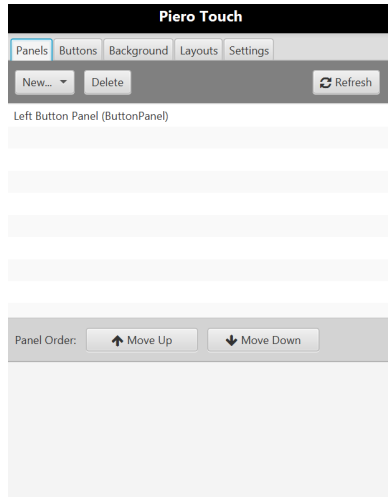 Piero Touch
Panels Buttons Background Layouts Settings
New... Delete Refresh
Left Button Panel (ButtonPanel)
Panel Order: Move Up Move Down